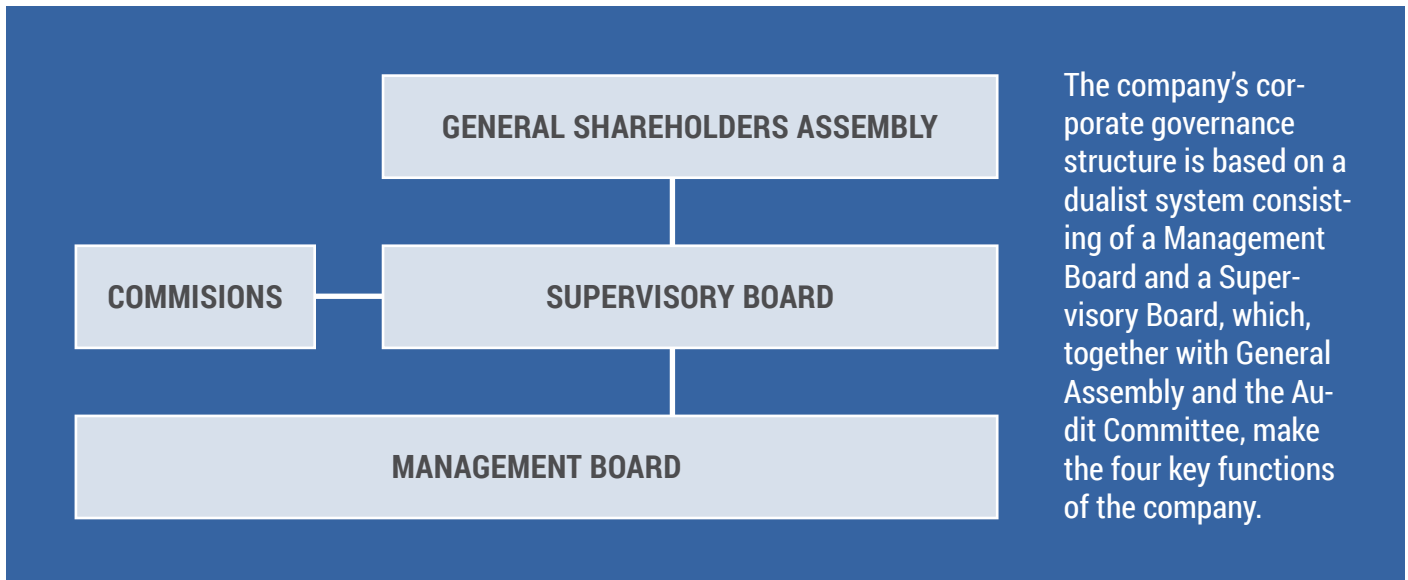 GENERAL SHAREHOLDERS ASSEMBLY
COMMISIONS
SUPERVISORY BOARD
MANAGEMENT BOARD
The company’s cor-
porate governance
structure is based on a
dualist system consist-
ing of a Management
Board and a Super-
visory Board, which,
together with General
Assembly and the Au-
dit Committee, make
the four key functions
of the company.